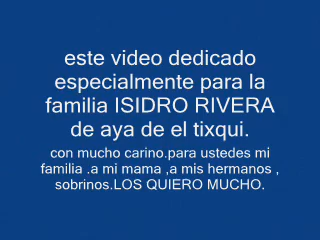 este video dedicado
especialmente para la
familia ISIDRO RIVERA
de aya de el tixqui.
con mucho carino.para ustedes mi
familia .a mi mama ,a mis hermanos ,
sobrinos.LOS QUIERO MUCHO.